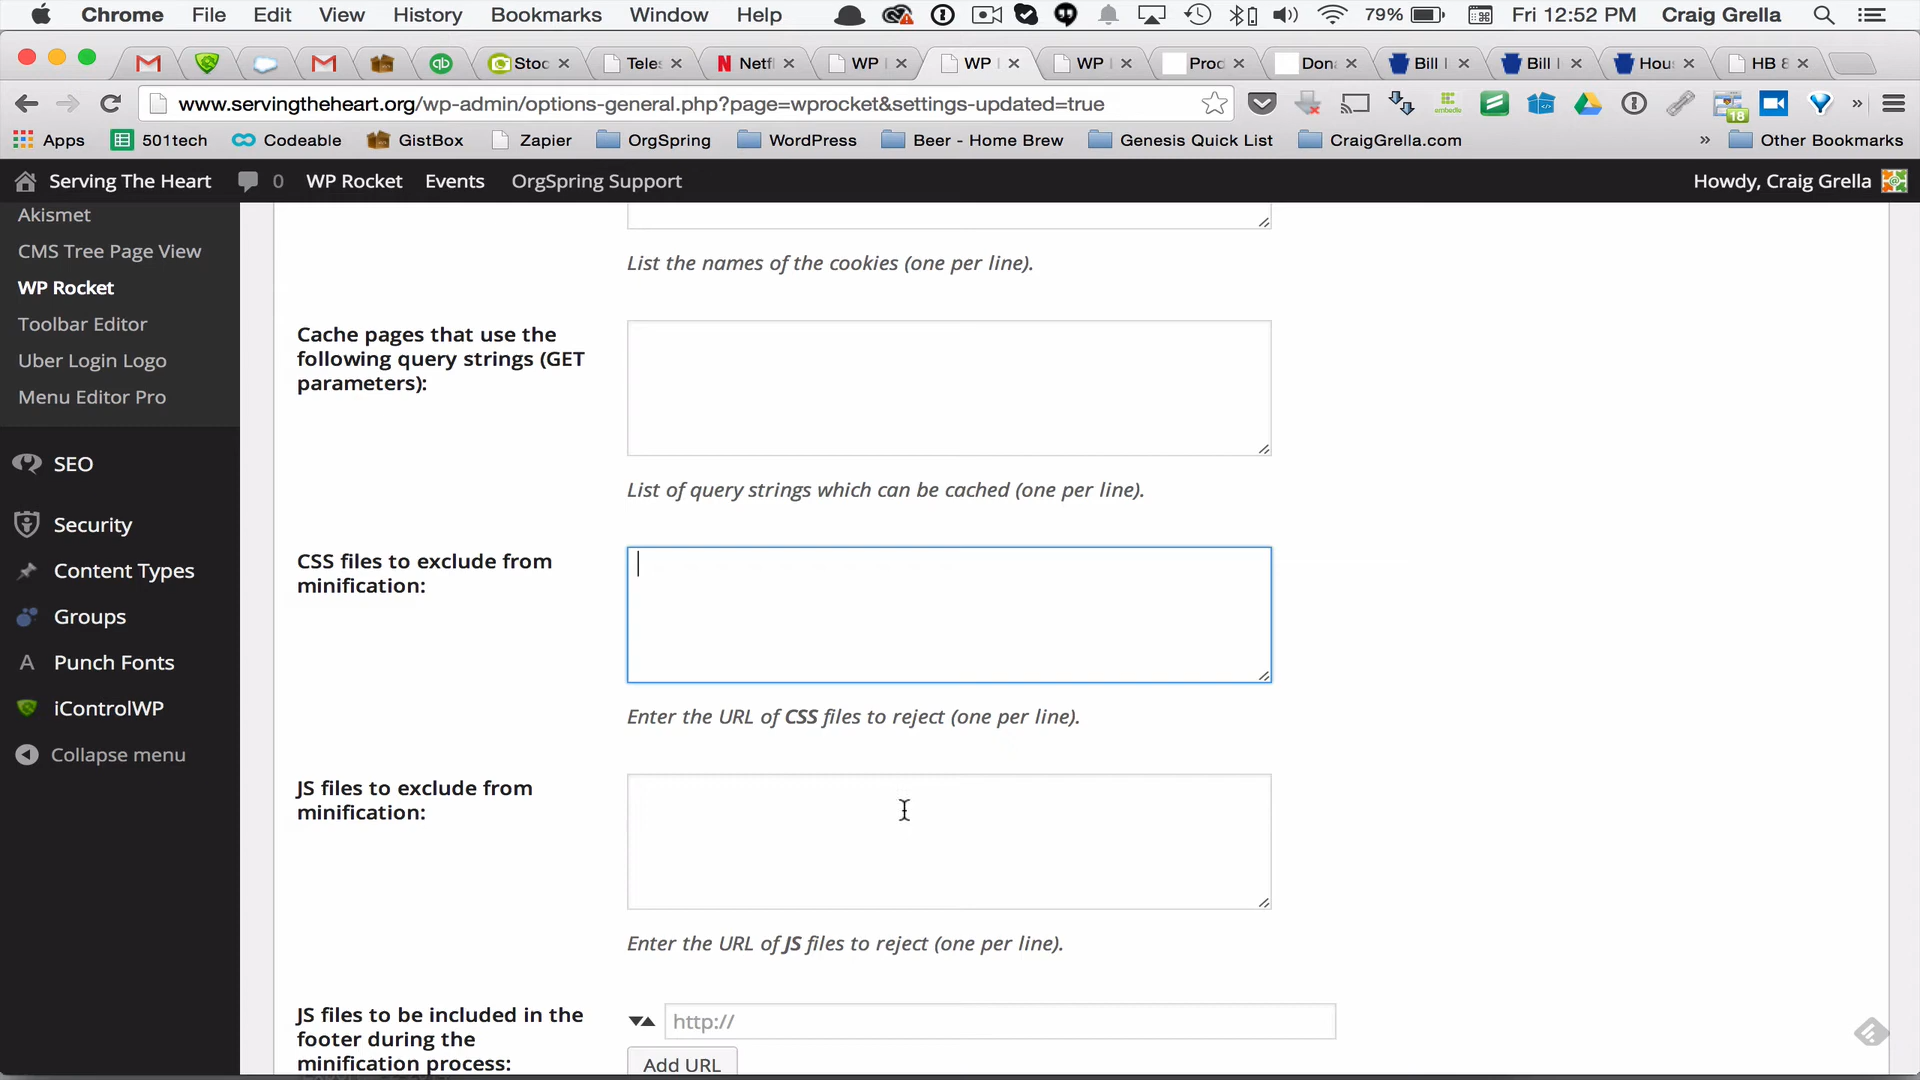 Chrome File Edit View History Bookmarks Window Help 79% Fri 12:52 PM Craig Grella
Stoc Teles Netfl WP WP WP Proc Dona Bill Bill Hous HB 8
www.servingtheheart.org/wp-admin/options-general.php?page=wprocket&settings-updated=true
18
Apps 501tech Codeable GistBox Zapier OrgSpring WordPress Beer - Home Brew Genesis Quick List CraigGrella.com » Other Bookmarks
Serving The Heart 0 WP Rocket Events OrgSpring Support Howdy, Craig Grella
Akismet
CMS Tree Page View
WP Rocket
Toolbar Editor
Uber Login Logo
Menu Editor Pro
SEO
Security
Content Types
Groups
Punch Fonts
iControlWP
Collapse menu
List the names of the cookies (one per line).
Cache pages that use the
following query strings (GET
parameters):
List of query strings which can be cached (one per line).
CSS files to exclude from
minification:
Enter the URL of CSS files to reject (one per line).
JS files to exclude from
minification:
Enter the URL of JS files to reject (one per line).
JS files to be included in the
footer during the
minification process:
http://
Add URL